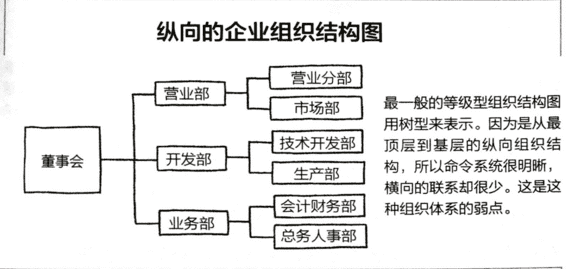 纵向的企业组织结构图
董事会
营业部
营业分部
市场部
开发部
技术开发部
生产部
业务部
会计财务部
总务人事部
最一般的等级型组织结构图
用树型来表示。因为是从最
顶层到基层的纵向组织结
构，所以命令系统很明晰，
横向的联系却很少。这是这
种组织体系的弱点。